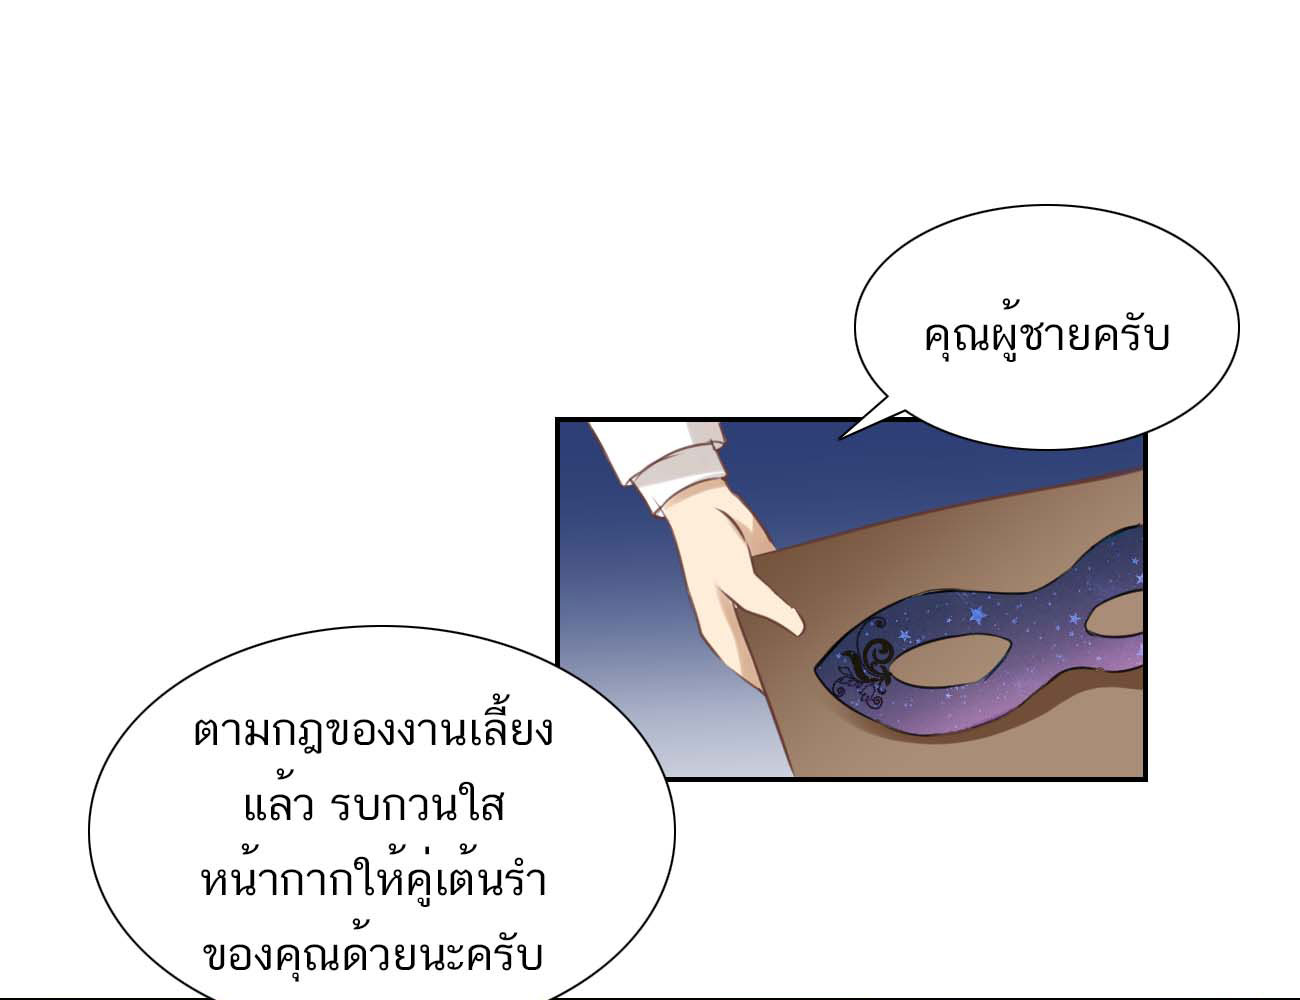 คุณผู้ชายครับ
ตามกฎของงานเลี้ยง
แล้ว รบกวนใส
หน้ากากให้คู่เต้นรำ
ของคุณด้วยนะครับ